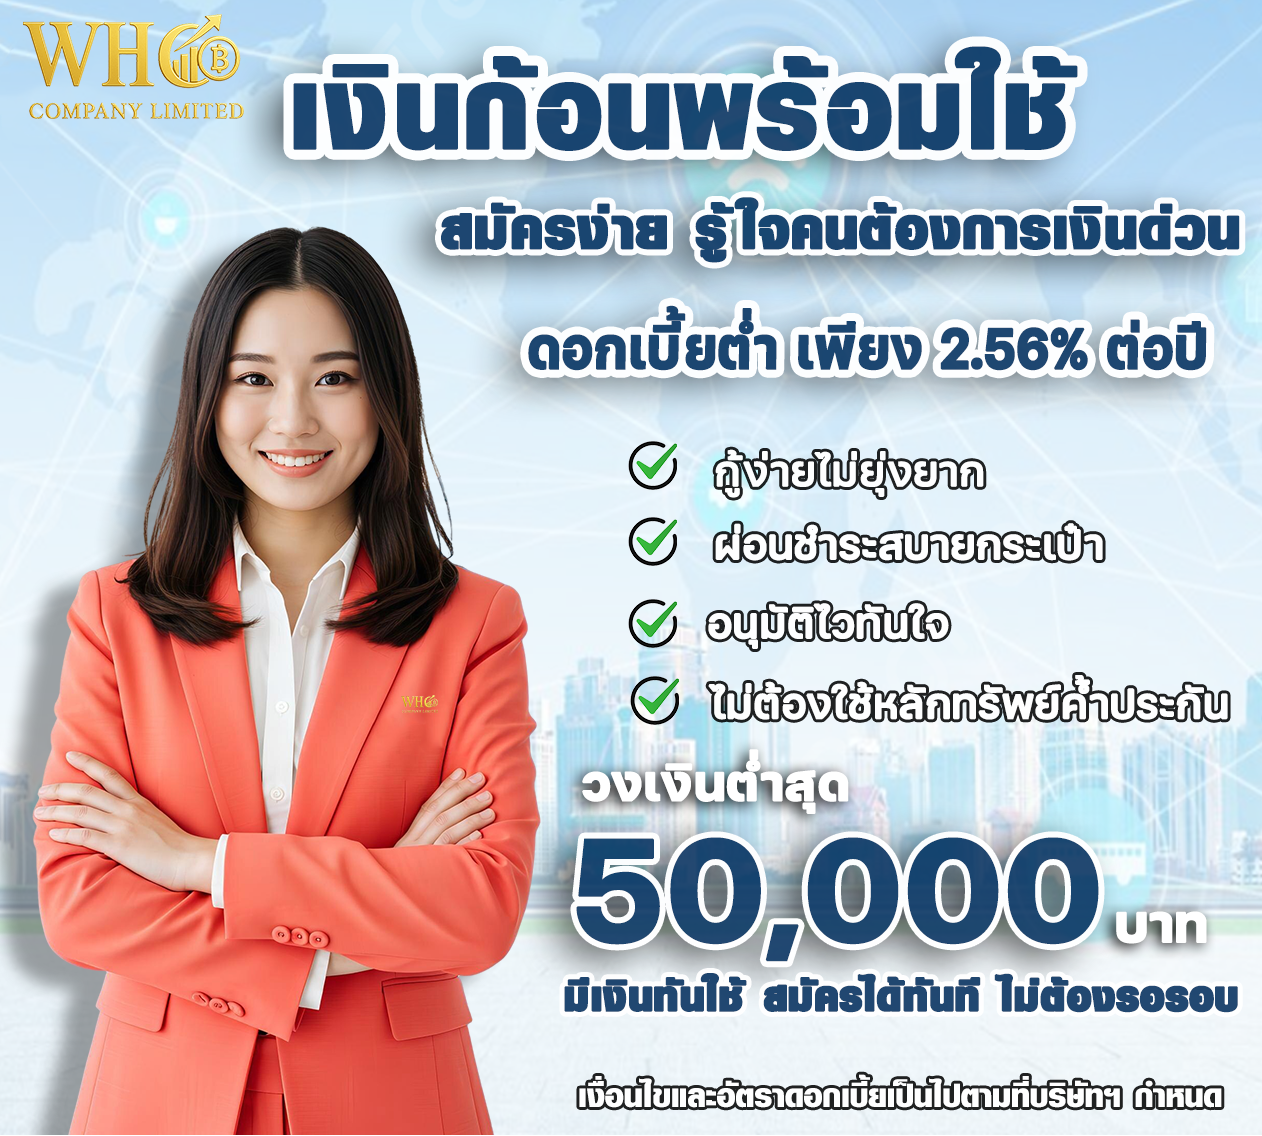 WHC
COMPANY LIMITED
เงินก้อนพร้อมใช้
สมัครง่าย รู้ใจคนต้องการเงินด่วน
ดอกเบี้ยต่ำ เพียง 2.56% ต่อปี
กู้ง่ายไม่ยุ่งยาก
ผ่อนชำระสบายกระเป๋า
อนุมัติไวทันใจ
ไม่ต้องใช้หลักทรัพย์ค้ำประกัน
WHC
COMPANY LIMITED
วงเงินต่ำสุด
50,000 บาท
มีเงินทันใช้ สมัครได้ทันที ไม่ต้องรอรอบ
เงื่อนไขและอัตราดอกเบี้ยเป็นไปตามที่บริษัทฯ กำหนด